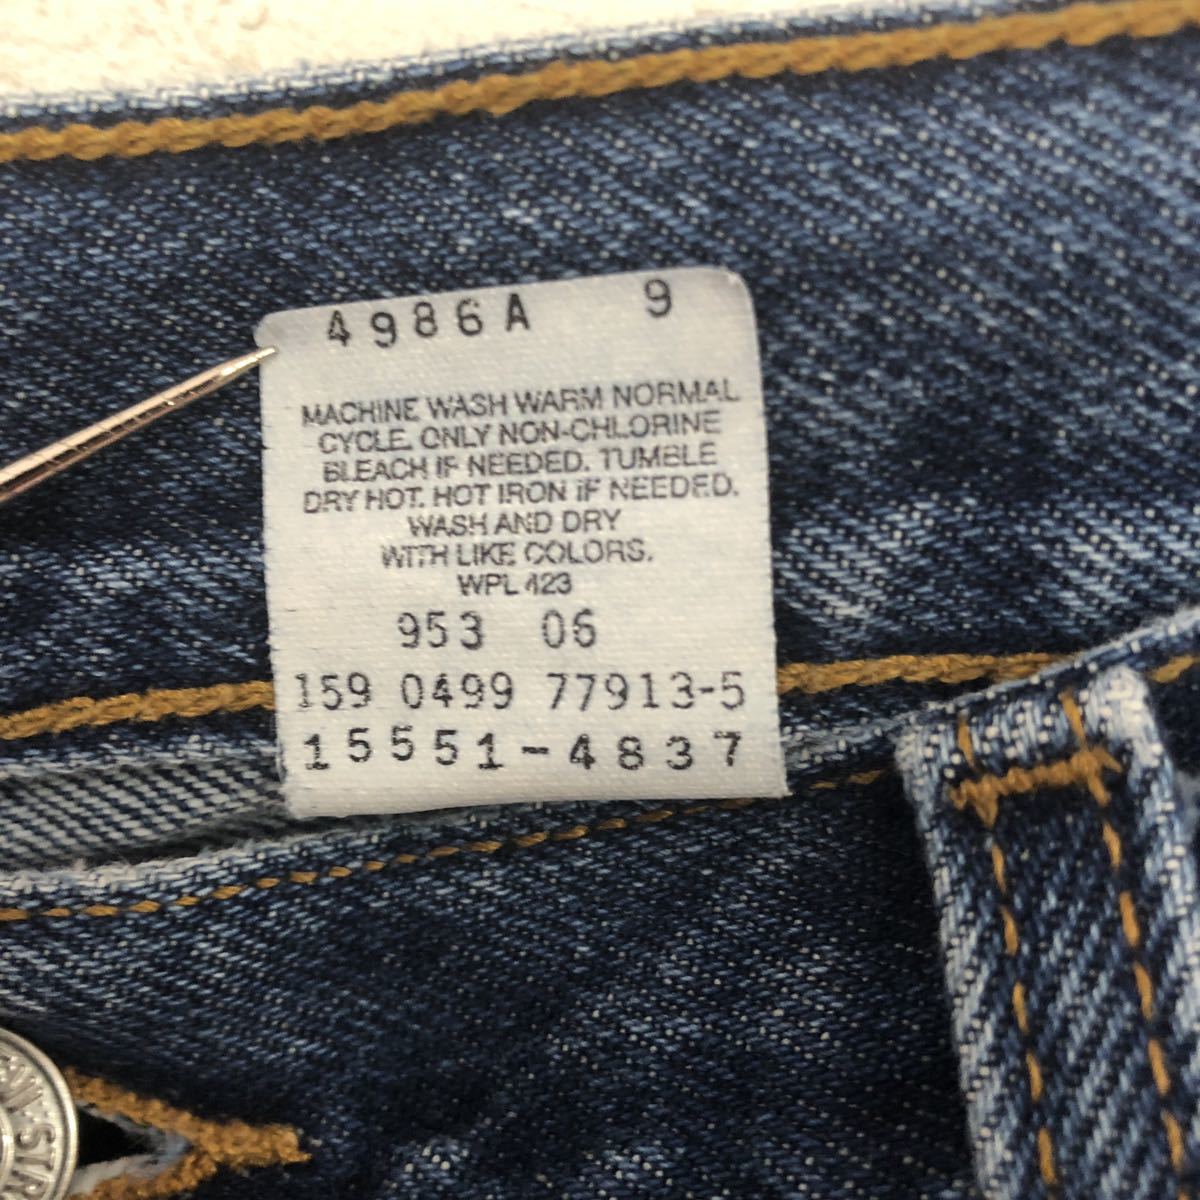 4986A 9
MACHINE WASH WARM NORMAL
CYCLE. ONLY NON-CHLORINE
BLEACH IF NEEDED. TUMBLE
DRY HOT. HOT IRON IF NEEDED.
WASH AND DRY
WITH LIKE COLORS.
WPL 423
953 06
159 0499 77913-5
15551-4837